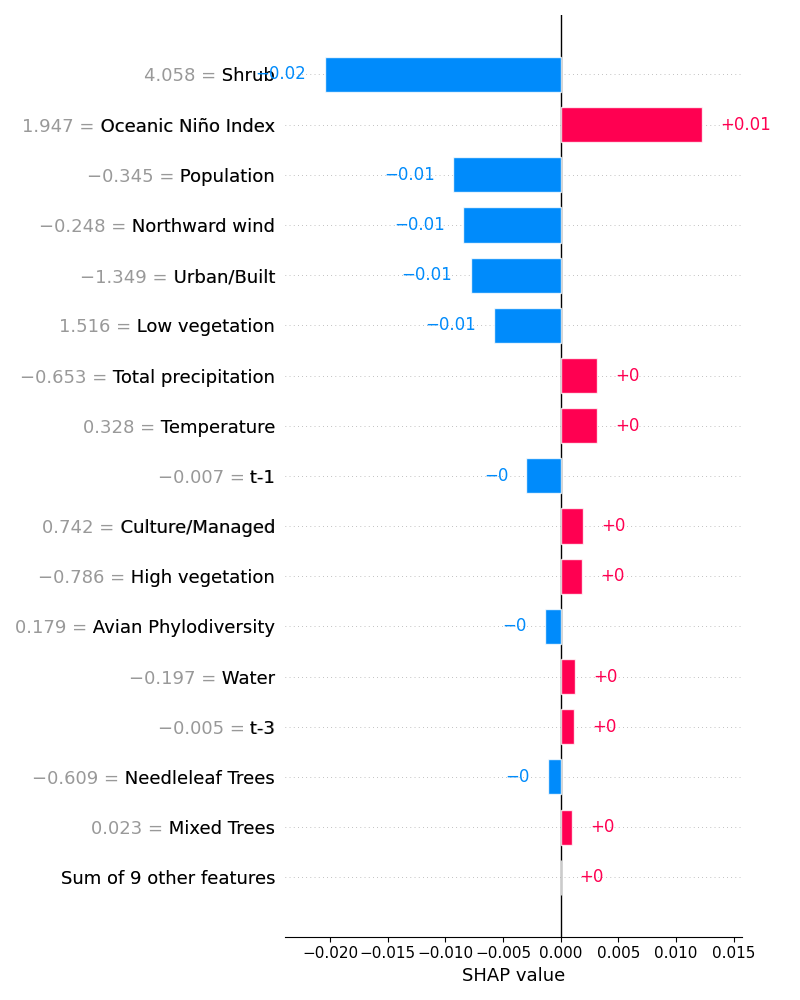 4.058 = Shrub −0.02
1.947 = Oceanic Niño Index +0.01
−0.345 = Population −0.01
−0.248 = Northward wind −0.01
−1.349 = Urban/Built −0.01
1.516 = Low vegetation −0.01
−0.653 = Total precipitation +0
0.328 = Temperature +0
−0.007 = t-1 −0
0.742 = Culture/Managed +0
−0.786 = High vegetation +0
0.179 = Avian Phylodiversity −0
−0.197 = Water +0
−0.005 = t-3 +0
−0.609 = Needleleaf Trees −0
0.023 = Mixed Trees +0
Sum of 9 other features +0
−0.020 −0.015 −0.010 −0.005 0.000 0.005 0.010 0.015
SHAP value